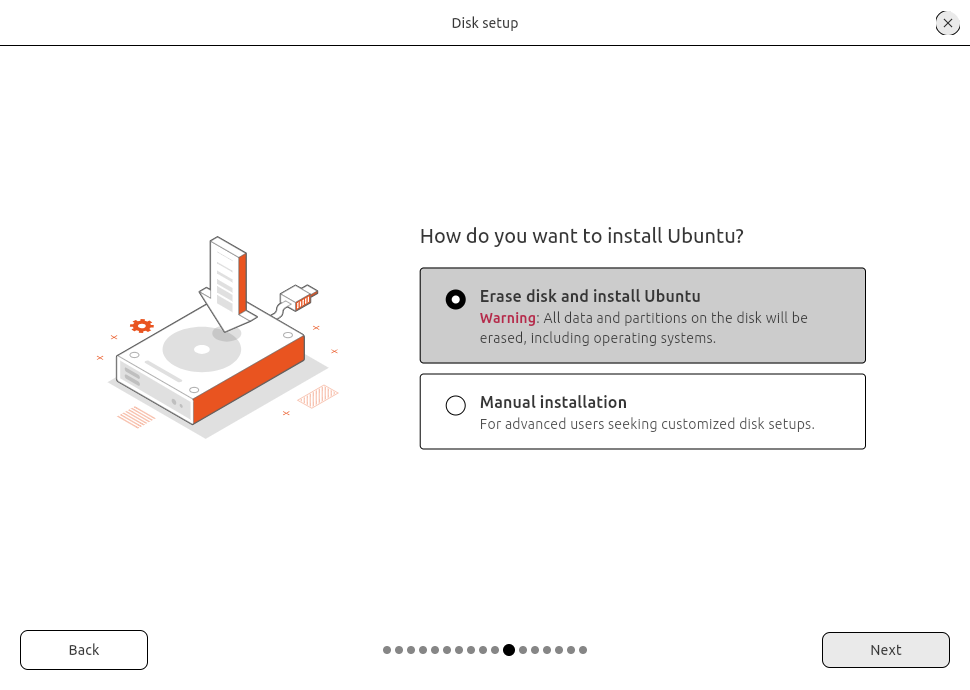 Disk setup
How do you want to install Ubuntu?
Erase disk and install Ubuntu
Warning: All data and partitions on the disk will be
erased, including operating systems.
Manual installation
For advanced users seeking customized disk setups.
Back
Next